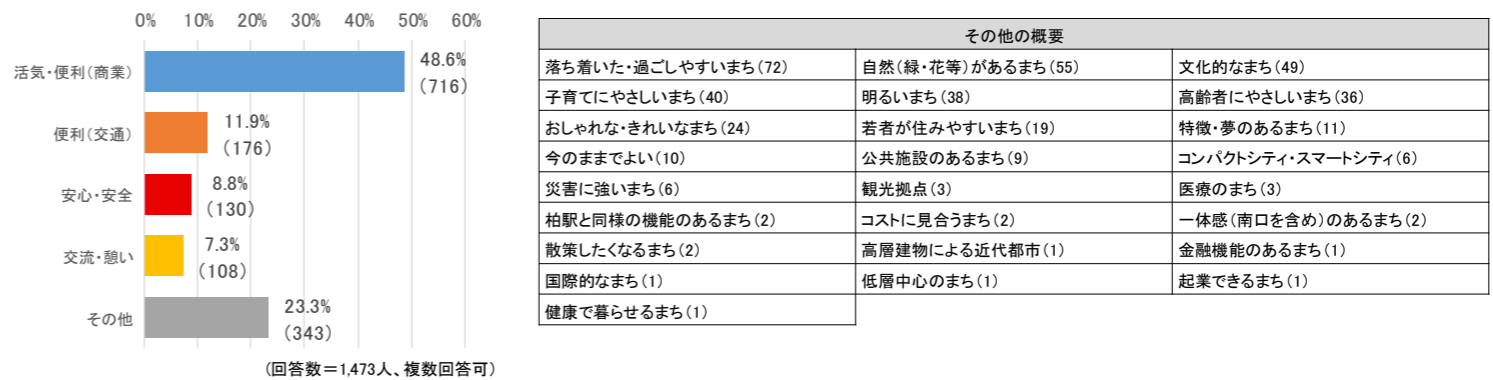 0% 10% 20% 30% 40% 50% 60%
活気・便利(商業) 48.6%
(716)
便利(交通) 11.9%
(176)
安心・安全 8.8%
(130)
交流・憩い 7.3%
(108)
その他 23.3%
(343)
(回答数=1,473人、複数回答可)
その他の概要
落ち着いた・過ごしやすいまち(72) 自然(緑・花等)があるまち(55) 文化的なまち(49)
子育てにやさしいまち(40) 明るいまち(38) 高齢者にやさしいまち(36)
おしゃれな・きれいなまち(24) 若者が住みやすいまち(19) 特徴・夢のあるまち(11)
今のままでよい(10) 公共施設のあるまち(9) コンパクトシティ・スマートシティ(6)
災害に強いまち(6) 観光拠点(3) 医療のまち(3)
柏駅と同様の機能のあるまち(2) コストに見合うまち(2) 一体感(南口を含め)のあるまち(2)
散策したくなるまち(2) 高層建物による近代都市(1) 金融機能のあるまち(1)
国際的なまち(1) 低層中心のまち(1) 起業できるまち(1)
健康で暮らせるまち(1)